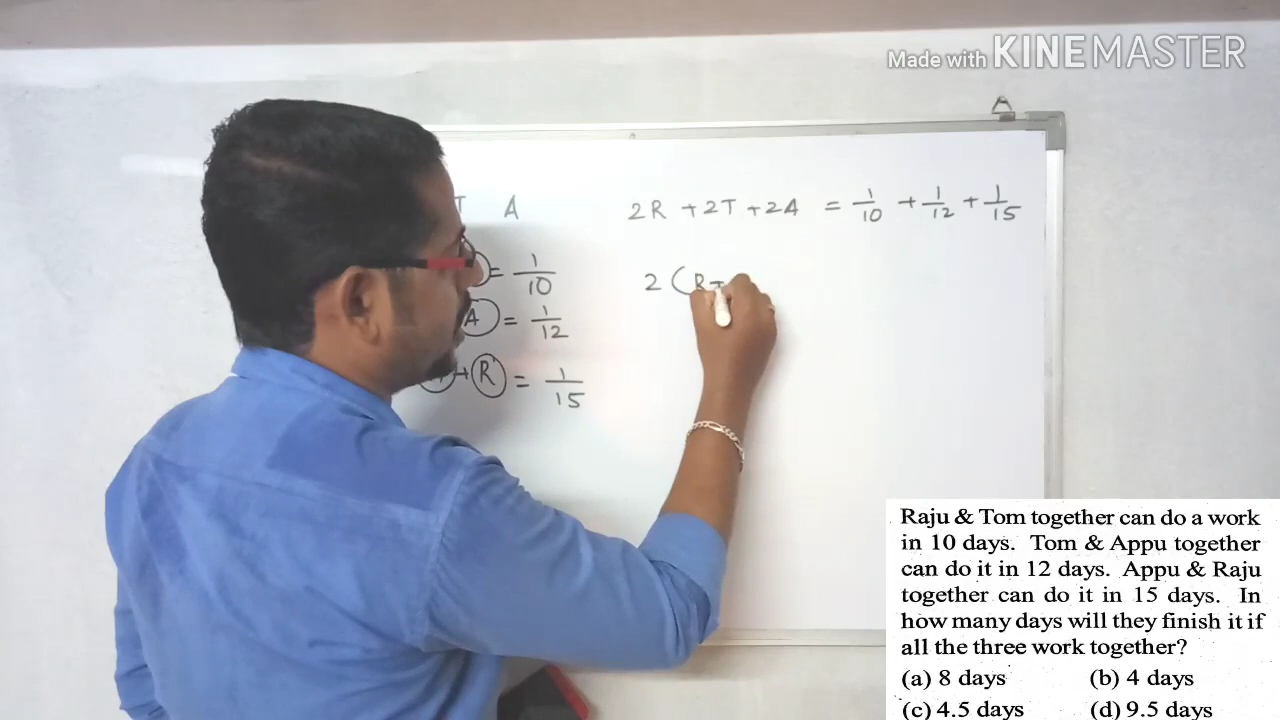 Made with KINEMASTER
T A
2R + 2T + 2A = 1/10 + 1/12 + 1/15
= 1/10
A = 1/12
+ R = 1/15
2 (R +
Raju & Tom together can do a work
in 10 days. Tom & Appu together
can do it in 12 days. Appu & Raju
together can do it in 15 days. In
how many days will they finish it if
all the three work together?
(a) 8 days (b) 4 days
(c) 4.5 days (d) 9.5 days